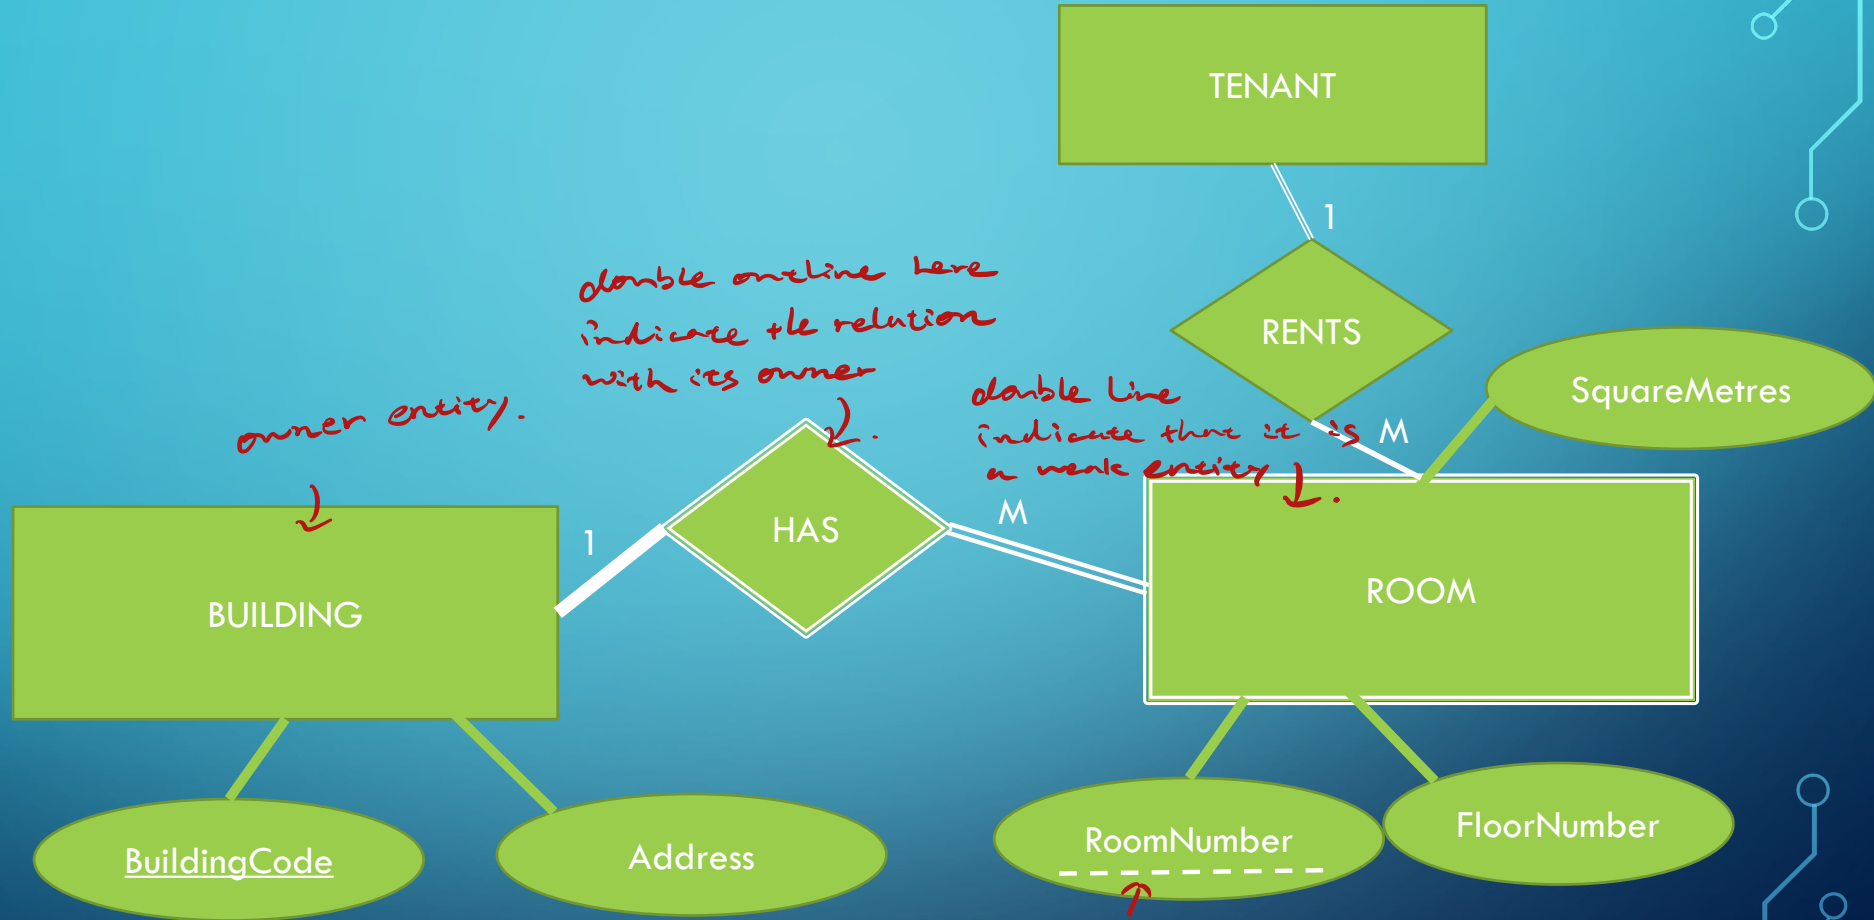 TENANT
1
RENTS
double outline here
indicate the relation
with its owner
SquareMetres
double line
indicate that it is
a weak entity
M
owner entity.
M
1
HAS
BUILDING
ROOM
BuildingCode
Address
RoomNumber
FloorNumber